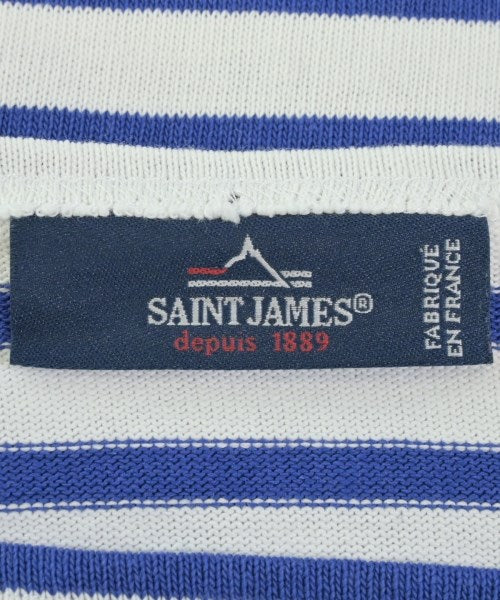 SAINT JAMES®
depuis 1889
FABRIQUÉ
EN FRANCE